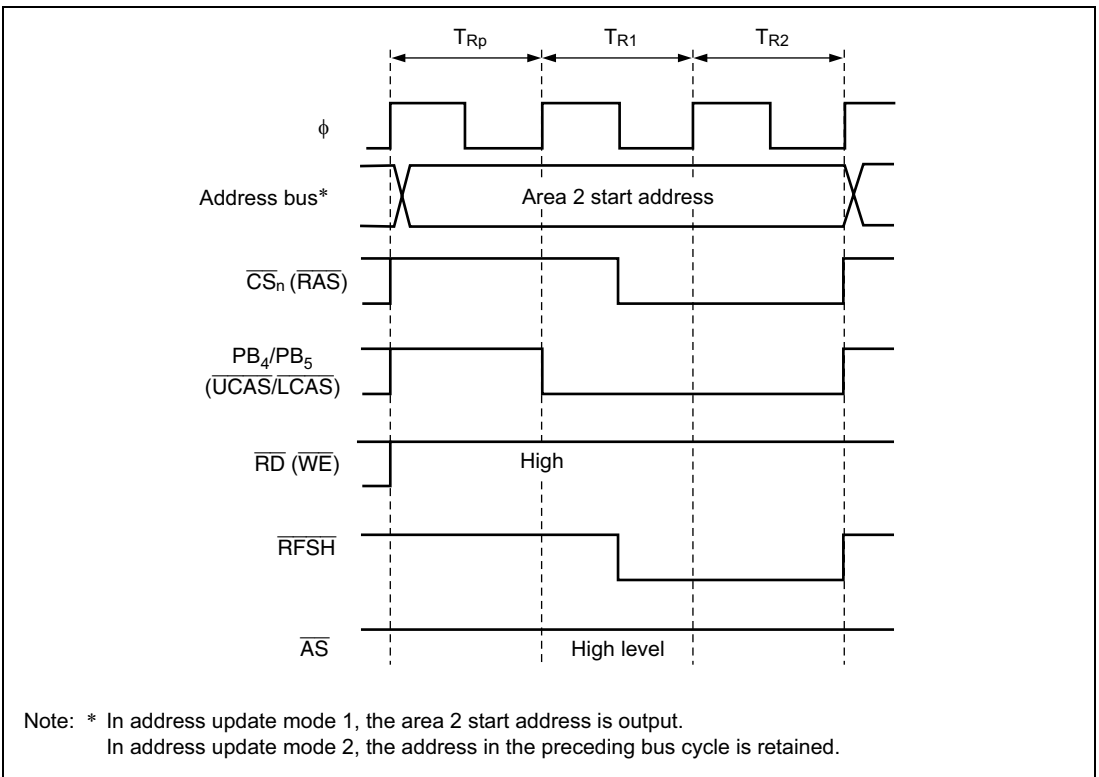 TRp TR1 TR2
φ
Address bus*
Area 2 start address
CSn (RAS)
PB4/PB5
(UCAS/LCAS)
RD (WE)
High
RFSH
AS
High level
Note: * In address update mode 1, the area 2 start address is output.
In address update mode 2, the address in the preceding bus cycle is retained.